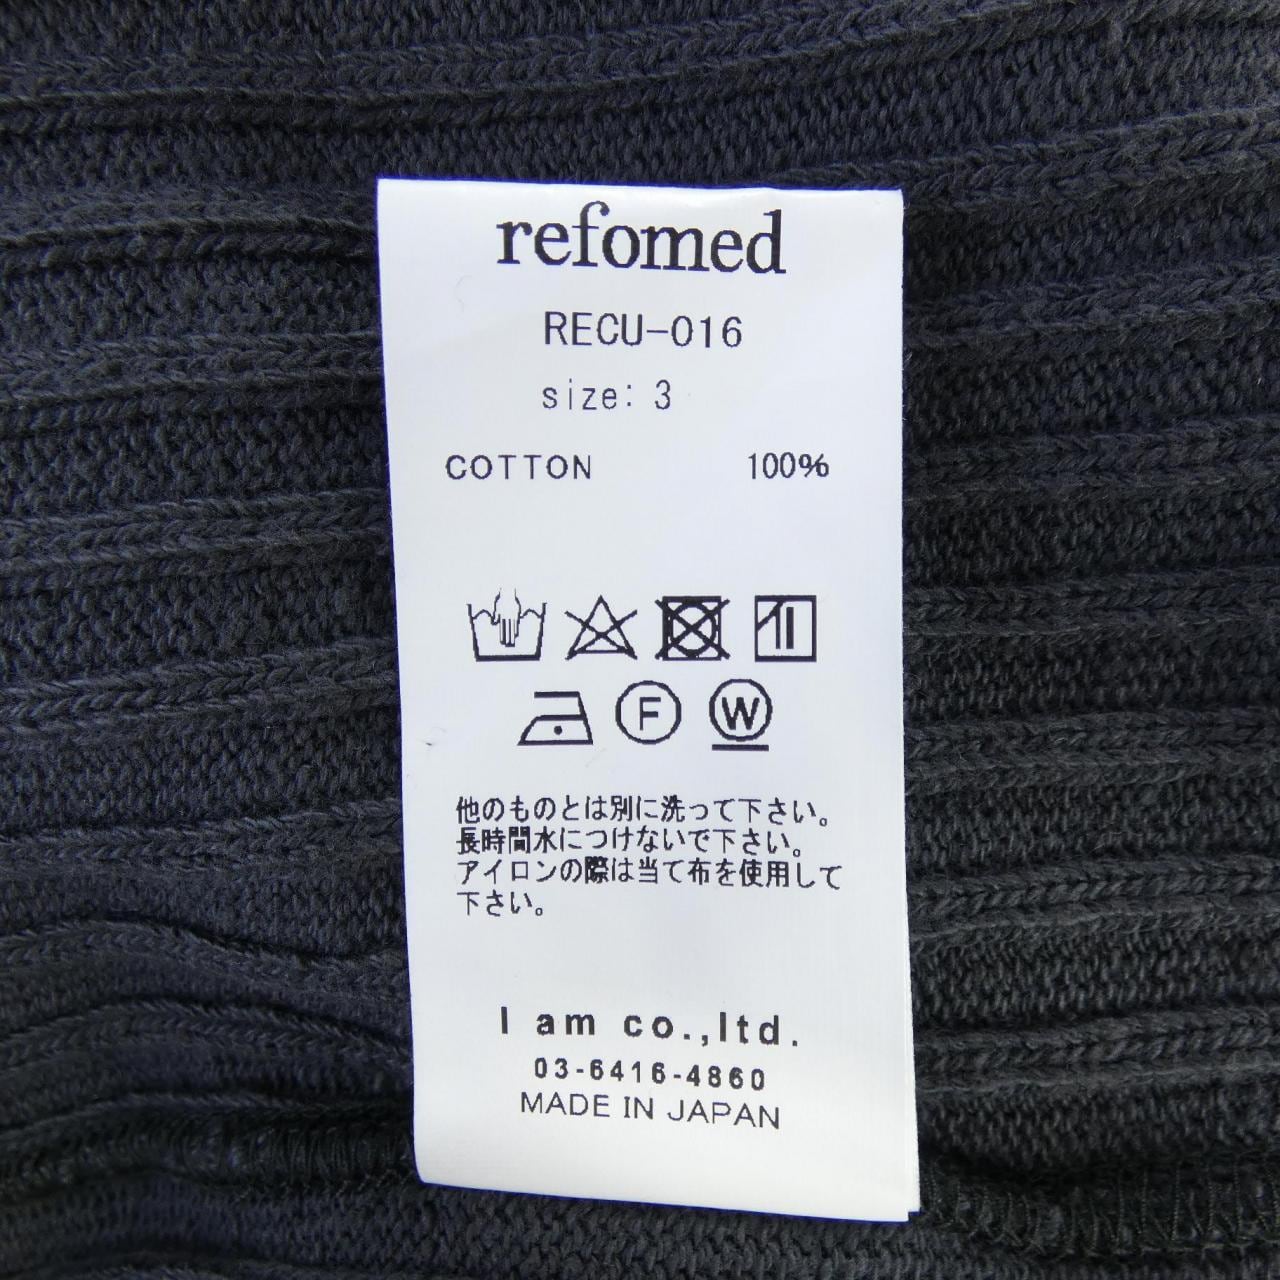 refomed
RECU-016
size: 3
COTTON 100%
F W
他のものとは別に洗って下さい。
長時間水につけないで下さい。
アイロンの際は当て布を使用して
下さい。
I am co.,ltd.
03-6416-4860
MADE IN JAPAN